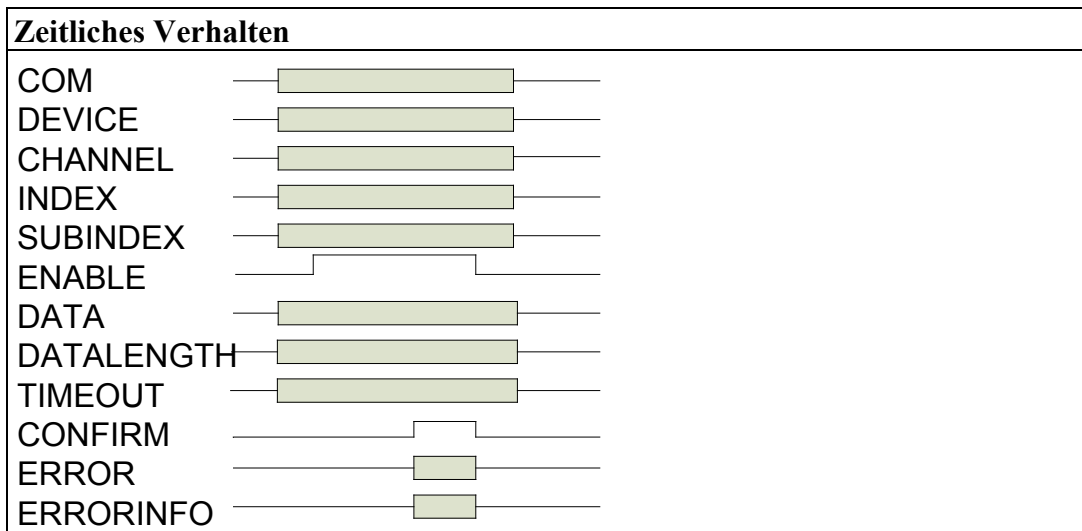 Zeitliches Verhalten
COM
DEVICE
CHANNEL
INDEX
SUBINDEX
ENABLE
DATA
DATALENGTH
TIMEOUT
CONFIRM
ERROR
ERRORINFO